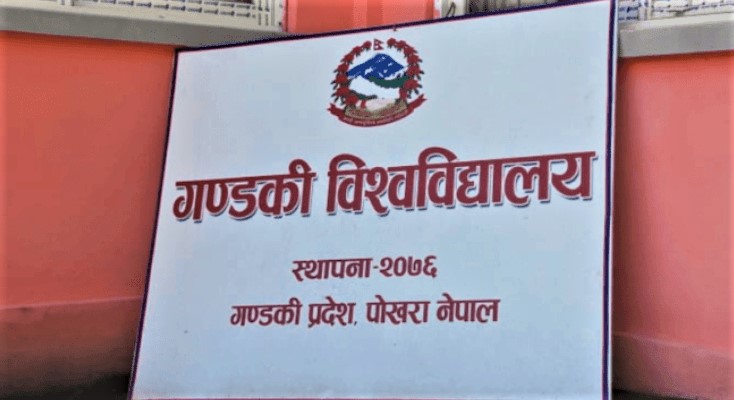 गण्डकी विश्वविद्यालय
स्थापना-२०७६
गण्डकी प्रदेश, पोखरा नेपाल